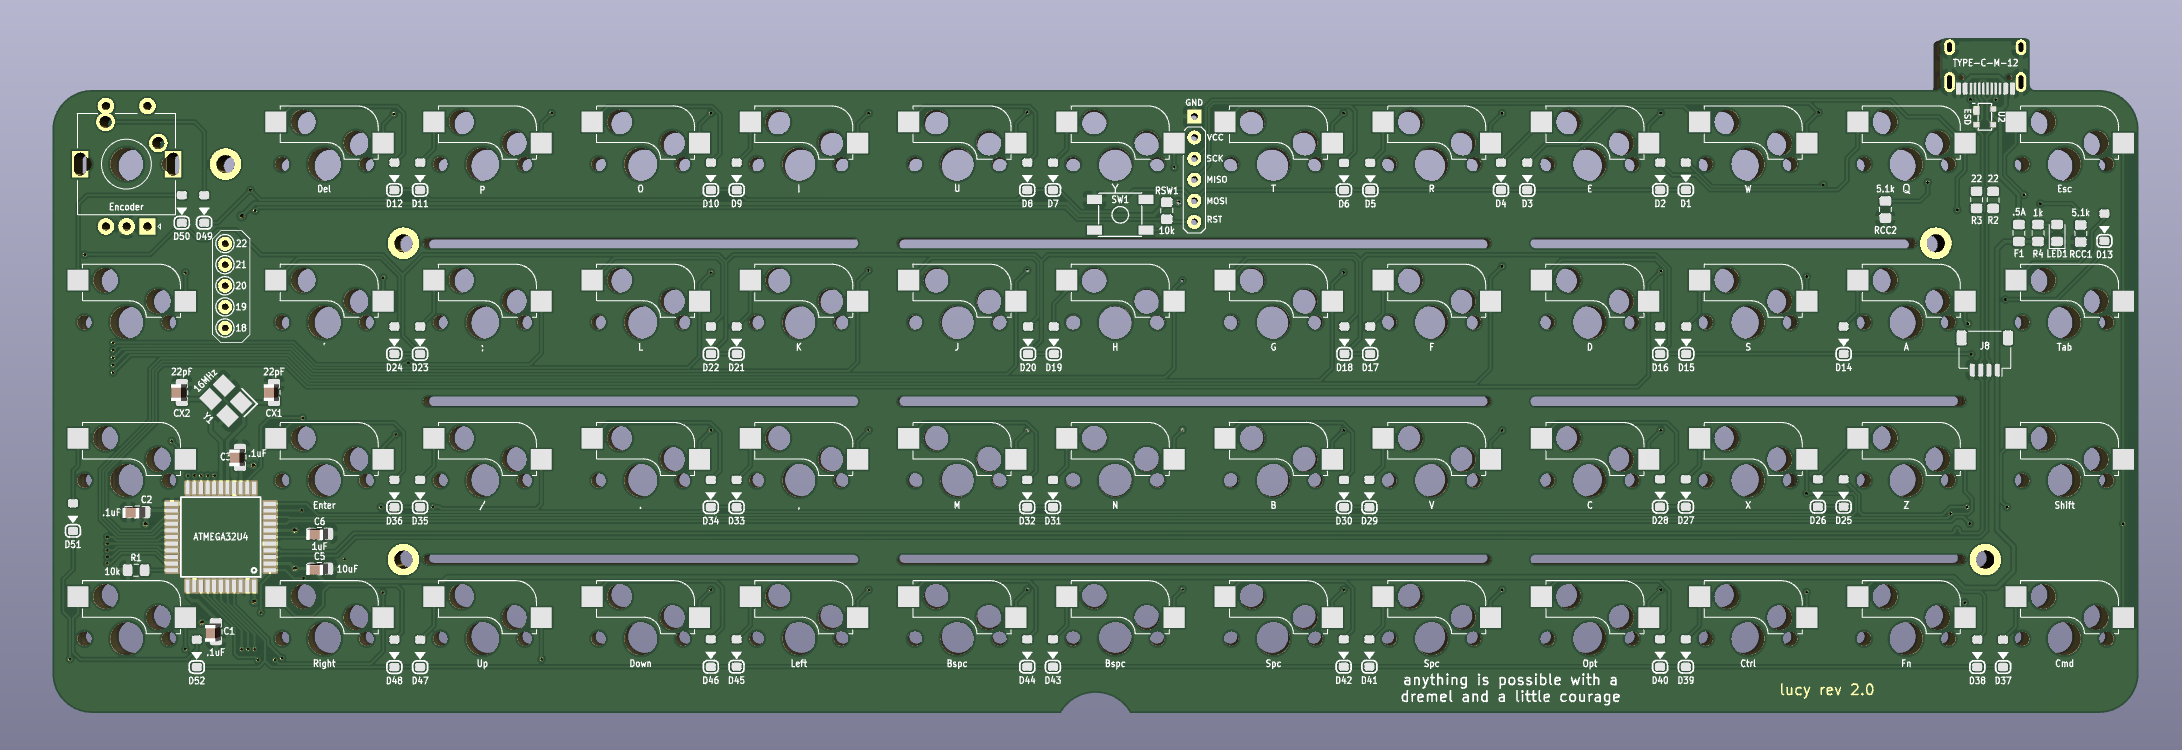 TYPE-C-M-12
GND
VCC
SCK
MISO
MOSI
RST
ESD
U2
Del
P
O
I
U
Y
T
R
E
W
Q
Esc
Encoder
D50
D49
D12
D11
D10
D9
D8
D7
SW1
RSW1
10k
D6
D5
D4
D3
D2
D1
5.1k
RCC2
22
22
R3
R2
.5A
1k
5.1k
F1
R4
LED1
RCC1
D13
22
21
20
19
18
'
;
L
K
J
H
G
F
D
S
A
J8
Tab
D24
D23
D22
D21
D20
D19
D18
D17
D16
D15
D14
22pF
16MHz
22pF
CX2
Y1
CX1
C3
.1uF
Enter
/
.
,
M
N
B
V
C
X
Z
Shift
C2
.1uF
D36
D35
D34
D33
D32
D31
D30
D29
D28
D27
D26
D25
D51
ATMEGA32U4
C6
1uF
C5
10uF
R1
10k
C1
.1uF
D52
Right
Up
Down
Left
Bspc
Bspc
Spc
Spc
Opt
Ctrl
Fn
Cmd
D48
D47
D46
D45
D44
D43
D42
D41
D40
D39
D38
D37
anything is possible with a
dremel and a little courage
lucy rev 2.0